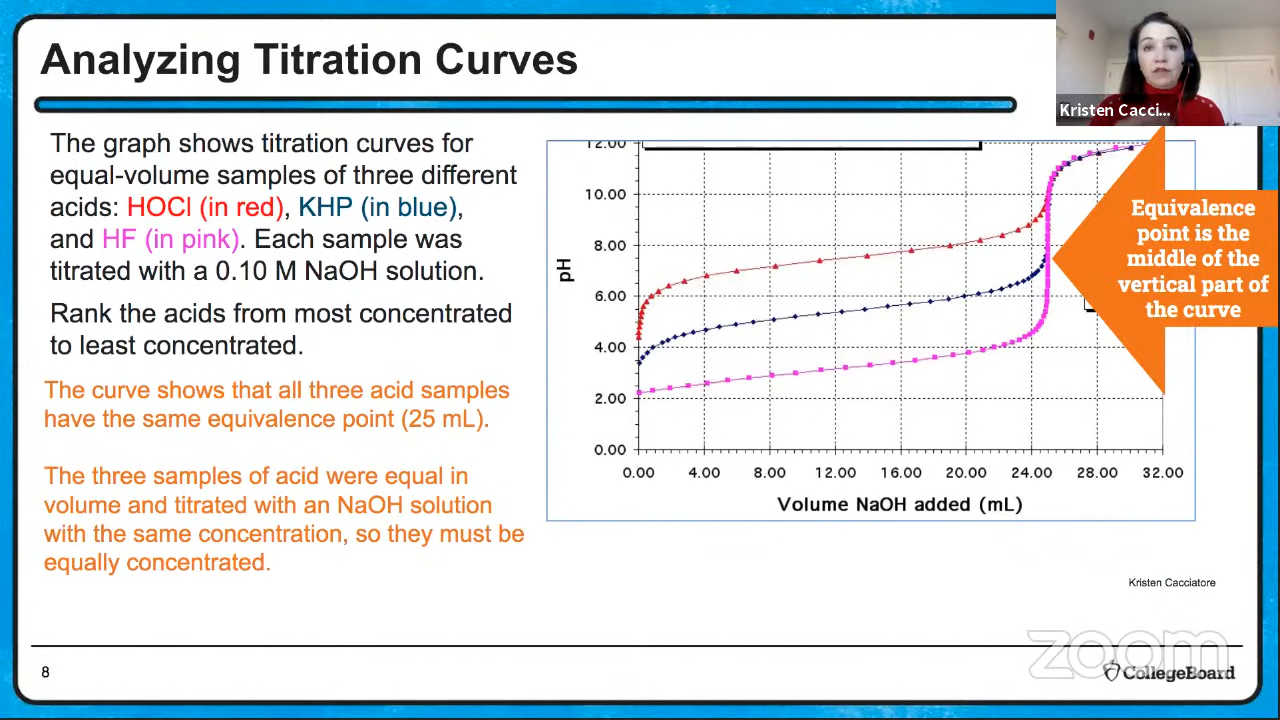 Analyzing Titration Curves
Kristen Cacci...
The graph shows titration curves for
equal-volume samples of three different
acids: HOCl (in red), KHP (in blue),
and HF (in pink). Each sample was
titrated with a 0.10 M NaOH solution.
Rank the acids from most concentrated
to least concentrated.
The curve shows that all three acid samples
have the same equivalence point (25 mL).
The three samples of acid were equal in
volume and titrated with an NaOH solution
with the same concentration, so they must be
equally concentrated.
12.00
10.00
8.00
6.00
4.00
2.00
0.00
pH
0.00 4.00 8.00 12.00 16.00 20.00 24.00 28.00 32.00
Volume NaOH added (mL)
Equivalence
point is the
middle of the
vertical part of
the curve
Kristen Cacciatore
zoom
8
CollegeBoard